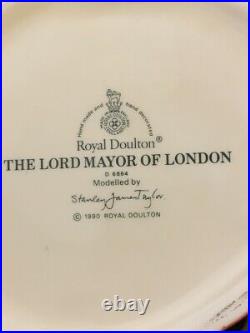 Hand made and hand decorated
Royal Doulton®
THE LORD MAYOR OF LONDON
D 6864
Modelled by
Stanley James Taylor
© 1990 ROYAL DOULTON